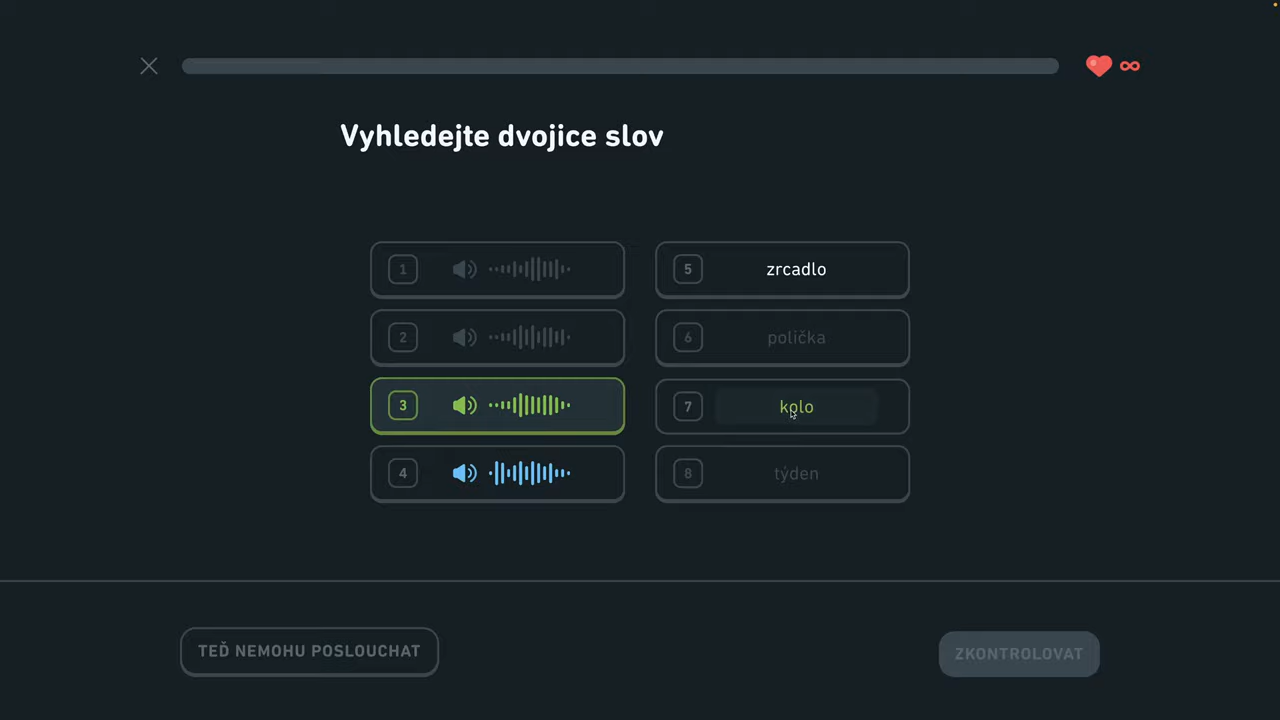 Vyhledejte dvojice slov
1
5 zrcadlo
2
6 polička
3
7 kolo
4
8 týden
TEĎ NEMOHU POSLOUCHAT
ZKONTROLOVAT